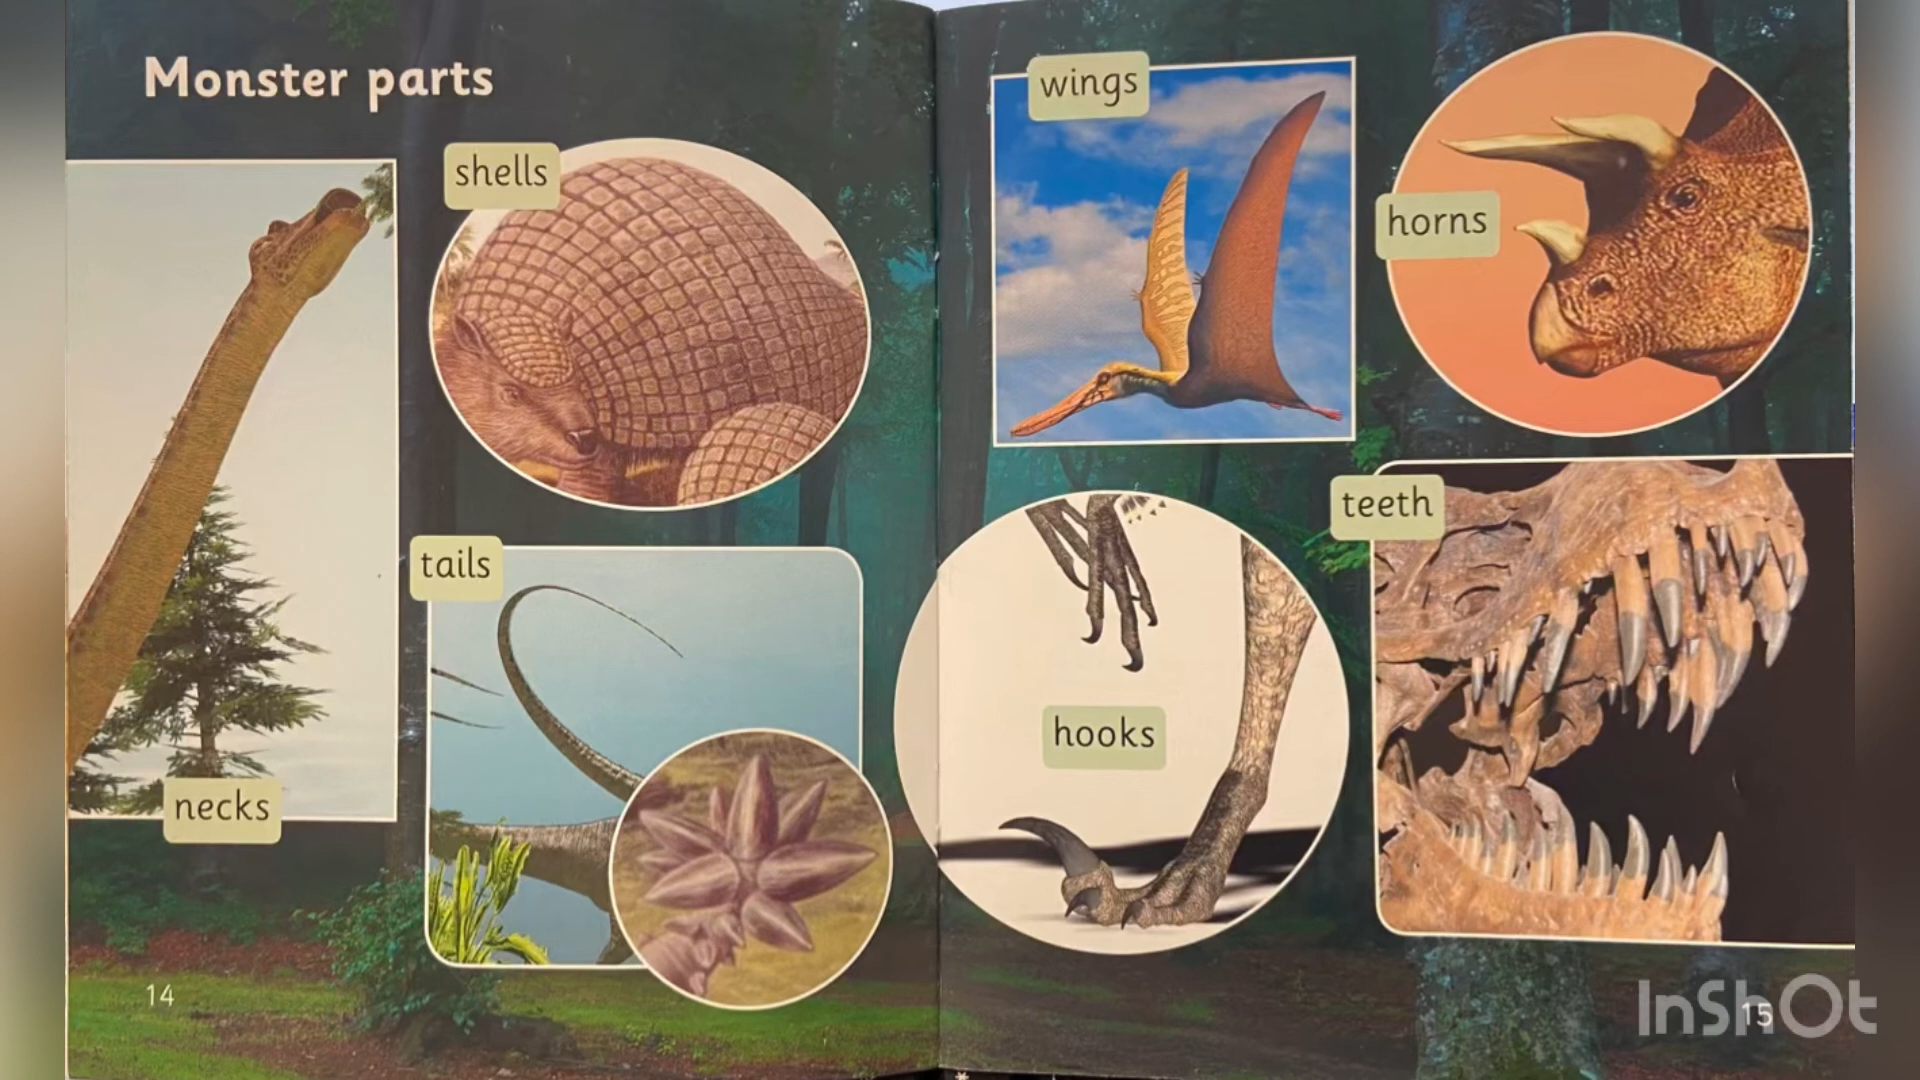 Monster parts
shells
tails
necks
14
wings
horns
teeth
hooks
15
InShOt